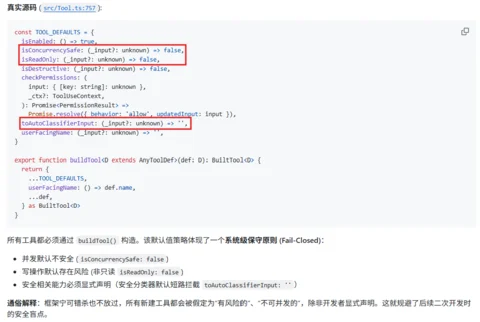 真实源码 ( src/Tool.ts:757 ):
const TOOL_DEFAULTS = {
  isEnabled: () => true,
  isConcurrencySafe: (_input?: unknown) => false,
  isReadOnly: (_input?: unknown) => false,
  isDestructive: (_input?: unknown) => false,
  checkPermissions: (
    input: { [key: string]: unknown },
    _ctx?: ToolUseContext,
  ): Promise<PermissionResult> =>
    Promise.resolve({ behavior: 'allow', updatedInput: input }),
  toAutoClassifierInput: (_input?: unknown) => '',
  userFacingName: (_input?: unknown) => '',
}
export function buildTool<D extends AnyToolDef>(def: D): BuiltTool<D> {
  return {
    ...TOOL_DEFAULTS,
    userFacingName: () => def.name,
    ...def,
  } as BuiltTool<D>
}
所有工具都必须通过 buildTool() 构造。该默认值策略体现了一个系统级保守原则 (Fail-Closed)：
• 并发默认不安全 ( isConcurrencySafe: false )
• 写操作默认存在风险 (非只读 isReadOnly: false )
• 安全相关能力必须显式声明（安全分类器默认短路拦截 toAutoClassifierInput: '' ）
通俗解释：框架宁可错杀也不放过，所有新建工具都会被假定为"有风险的"、"不可并发的"，除非开发者显式声明。这就规避了后续二次开发时
的安全盲点。